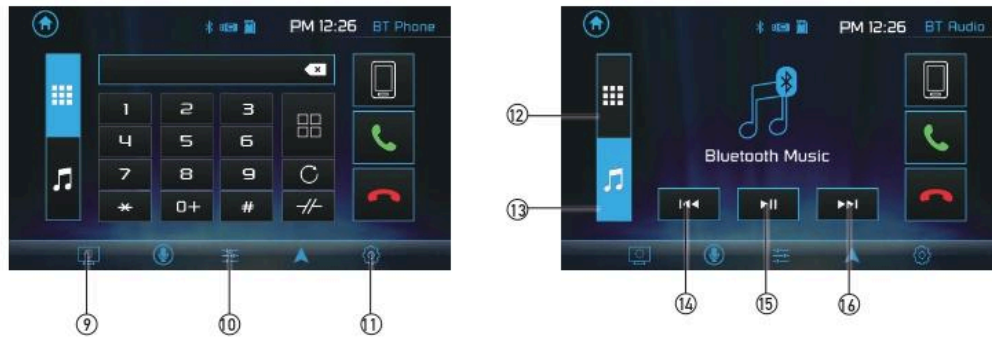 PM 12:26 BT Phone
1 2 3
4 5 6
7 8 9
* 0+ #
⑨ ⑩ ⑪
PM 12:26 BT Audio
⑫
Bluetooth Music
⑬
⑭ ⑮ ⑯